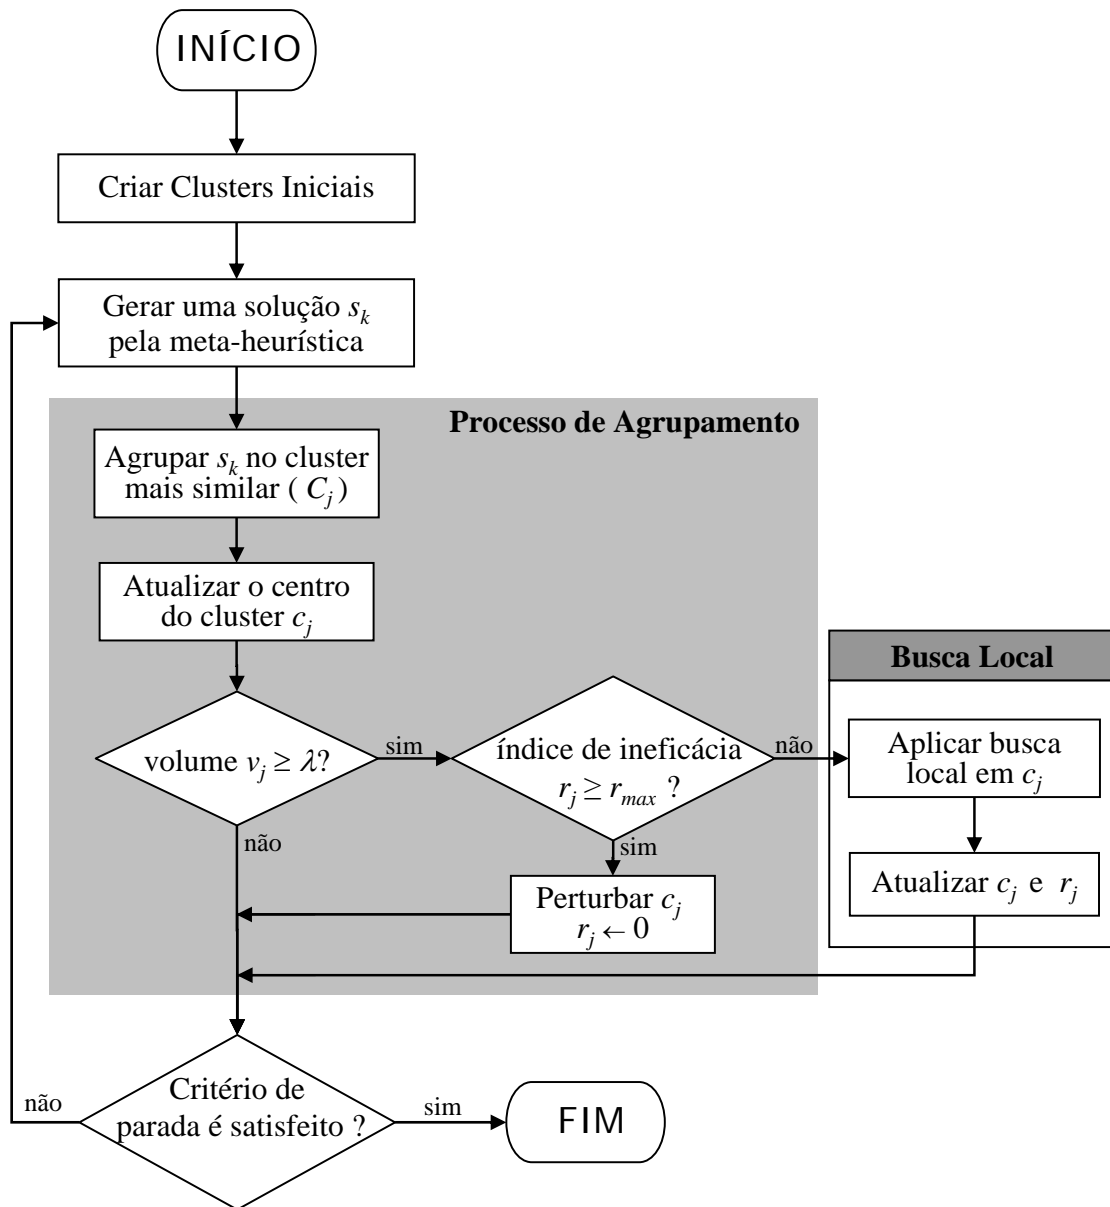 INÍCIO
Criar Clusters Iniciais
Gerar uma solução s_k
pela meta-heurística
Processo de Agrupamento
Agrupar s_k no cluster
mais similar ( C_j )
Atualizar o centro
do cluster c_j
volume v_j ≥ λ?
sim
não
índice de ineficácia
r_j ≥ r_max ?
não
sim
Perturbar c_j
r_j ← 0
Busca Local
Aplicar busca
local em c_j
Atualizar c_j e r_j
Critério de
parada é satisfeito ?
não
sim
FIM